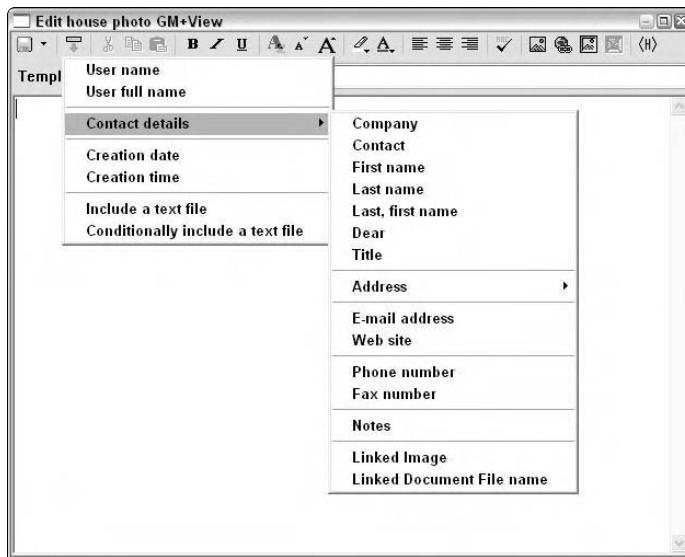 Edit house photo GM+View
B I U A A A A ⟨H⟩
Templ
User name
User full name
Contact details
Creation date
Creation time
Include a text file
Conditionally include a text file
Company
Contact
First name
Last name
Last, first name
Dear
Title
Address
E-mail address
Web site
Phone number
Fax number
Notes
Linked Image
Linked Document File name